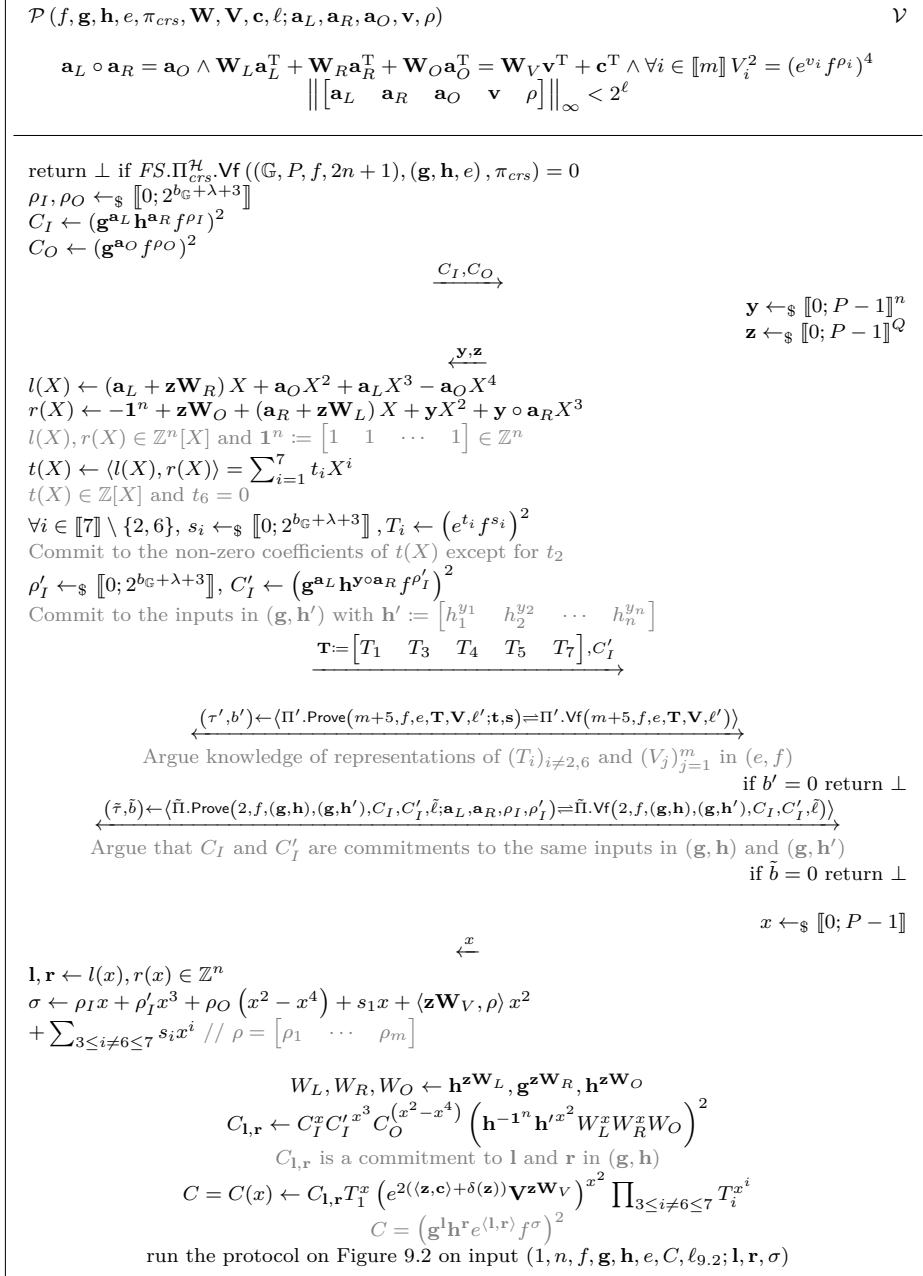 𝒫 (f, g, h, e, π_crs, W, V, c, ℓ; a_L, a_R, a_O, v, ρ) 𝒱
a_L ∘ a_R = a_O ∧ W_L a_L^T + W_R a_R^T + W_O a_O^T = W_V v^T + c^T ∧ ∀i ∈ ⟦m⟧ V_i^2 = (e^{v_i} f^{ρ_i})^4
‖[a_L a_R a_O v ρ]‖_∞ < 2^ℓ
return ⊥ if FS.Π_crs^ℋ.Vf ((𝔾, P, f, 2n + 1), (g, h, e), π_crs) = 0
ρ_I, ρ_O ←_$ ⟦0; 2^{b_𝔾+λ+3}⟧
C_I ← (g^{a_L} h^{a_R} f^{ρ_I})^2
C_O ← (g^{a_O} f^{ρ_O})^2
C_I, C_O
y ←_$ ⟦0; P − 1⟧^n
z ←_$ ⟦0; P − 1⟧^Q
y, z
l(X) ← (a_L + zW_R) X + a_O X^2 + a_L X^3 − a_O X^4
r(X) ← −1^n + zW_O + (a_R + zW_L) X + yX^2 + y ∘ a_R X^3
l(X), r(X) ∈ ℤ^n[X] and 1^n := [1 1 ⋯ 1] ∈ ℤ^n
t(X) ← ⟨l(X), r(X)⟩ = ∑_{i=1}^7 t_i X^i
t(X) ∈ ℤ[X] and t_6 = 0
∀i ∈ ⟦7⟧ \ {2, 6}, s_i ←_$ ⟦0; 2^{b_𝔾+λ+3}⟧, T_i ← (e^{t_i} f^{s_i})^2
Commit to the non-zero coefficients of t(X) except for t_2
ρ'_I ←_$ ⟦0; 2^{b_𝔾+λ+3}⟧, C'_I ← (g^{a_L} h^{y∘a_R} f^{ρ'_I})^2
Commit to the inputs in (g, h') with h' := [h_1^{y_1} h_2^{y_2} ⋯ h_n^{y_n}]
T:=[T_1 T_3 T_4 T_5 T_7], C'_I
(τ', b')←⟨Π'.Prove(m+5, f, e, T, V, ℓ'; t, s)⇌Π'.Vf(m+5, f, e, T, V, ℓ')⟩
Argue knowledge of representations of (T_i)_{i≠2,6} and (V_j)_{j=1}^m in (e, f)
if b' = 0 return ⊥
(τ̃, b̃)←⟨Π̃.Prove(2, f, (g,h), (g,h'), C_I, C'_I, ℓ̃; a_L, a_R, ρ_I, ρ'_I)⇌Π̃.Vf(2, f, (g,h), (g,h'), C_I, C'_I, ℓ̃)⟩
Argue that C_I and C'_I are commitments to the same inputs in (g, h) and (g, h')
if b̃ = 0 return ⊥
x ←_$ ⟦0; P − 1⟧
x
l, r ← l(x), r(x) ∈ ℤ^n
σ ← ρ_I x + ρ'_I x^3 + ρ_O (x^2 − x^4) + s_1 x + ⟨zW_V, ρ⟩ x^2
+ ∑_{3≤i≠6≤7} s_i x^i // ρ = [ρ_1 ⋯ ρ_m]
W_L, W_R, W_O ← h^{zW_L}, g^{zW_R}, h^{zW_O}
C_{l,r} ← C_I^x C'_I^{x^3} C_O^{(x^2−x^4)} (h^{−1^n} h'^{x^2} W_L^x W_R^x W_O)^2
C_{l,r} is a commitment to l and r in (g, h)
C = C(x) ← C_{l,r} T_1^x (e^{2(⟨z,c⟩+δ(z))} V^{zW_V})^{x^2} ∏_{3≤i≠6≤7} T_i^{x^i}
C = (g^l h^r e^{⟨l,r⟩} f^σ)^2
run the protocol on Figure 9.2 on input (1, n, f, g, h, e, C, ℓ_{9.2}; l, r, σ)